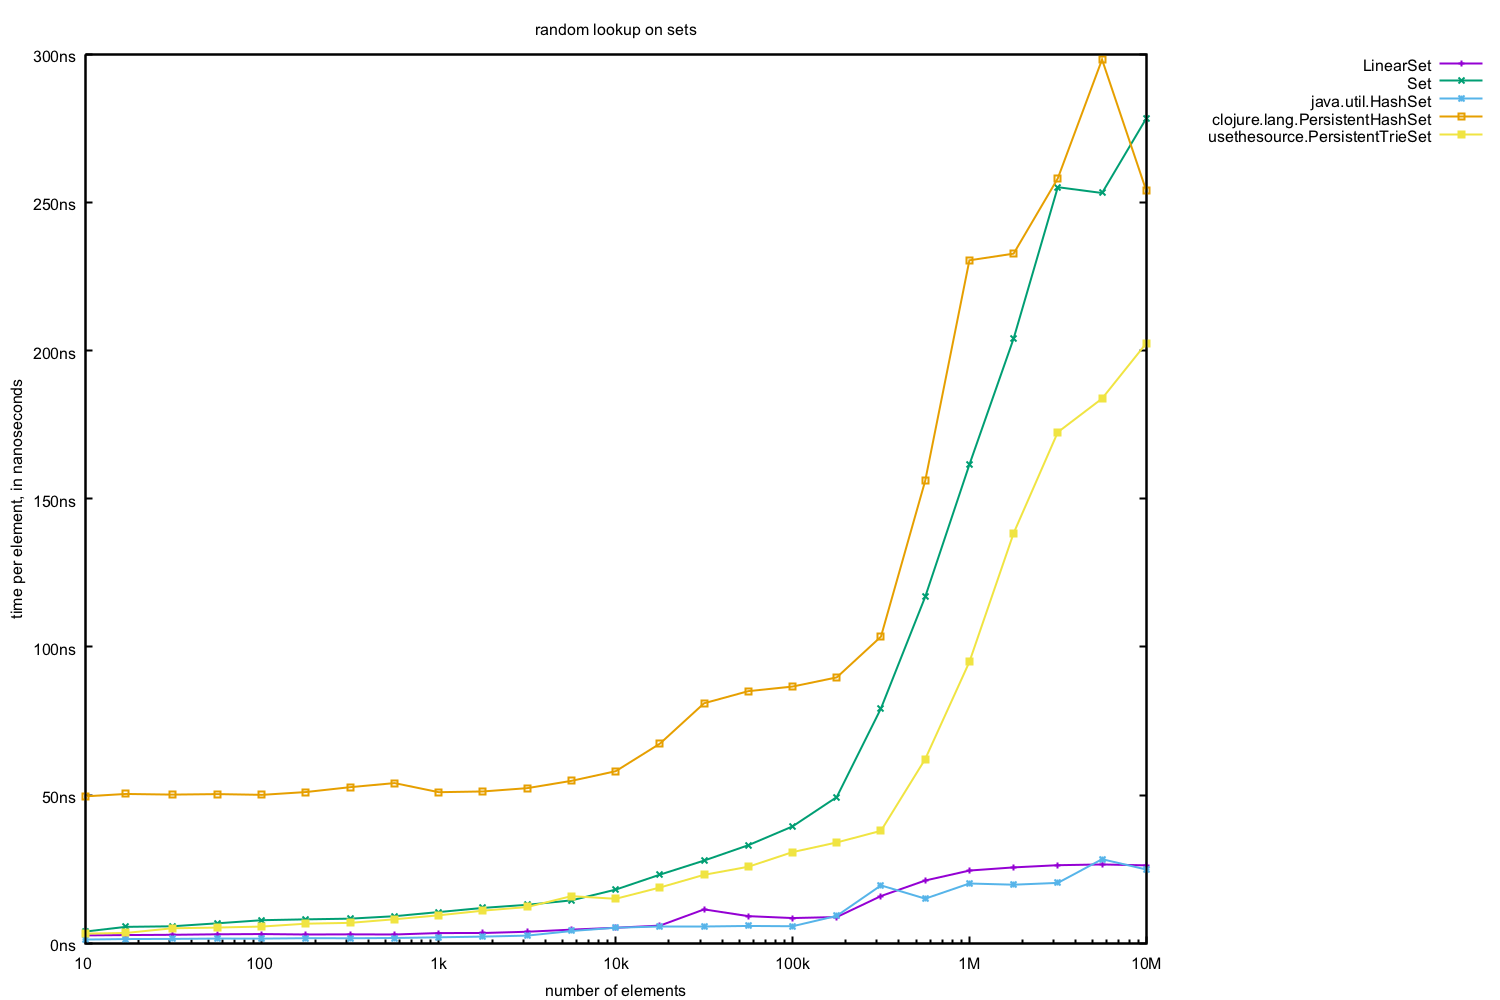 random lookup on sets
300ns
250ns
200ns
150ns
100ns
50ns
0ns
time per element, in nanoseconds
10 100 1k 10k 100k 1M 10M
number of elements
LinearSet
Set
java.util.HashSet
clojure.lang.PersistentHashSet
usethesource.PersistentTrieSet